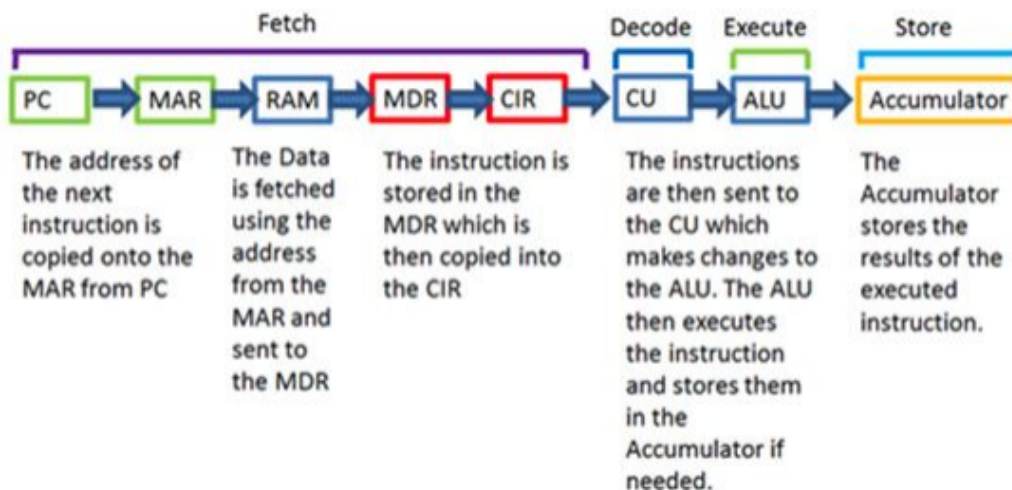 Fetch
Decode
Execute
Store
PC
MAR
RAM
MDR
CIR
CU
ALU
Accumulator
The address of
the next
instruction is
copied onto the
MAR from PC
The Data
is fetched
using the
address
from the
MAR and
sent to
the MDR
The instruction is
stored in the
MDR which is
then copied into
the CIR
The instructions
are then sent to
the CU which
makes changes to
the ALU. The ALU
then executes
the instruction
and stores them
in the
Accumulator if
needed.
The
Accumulator
stores the
results of the
executed
instruction.